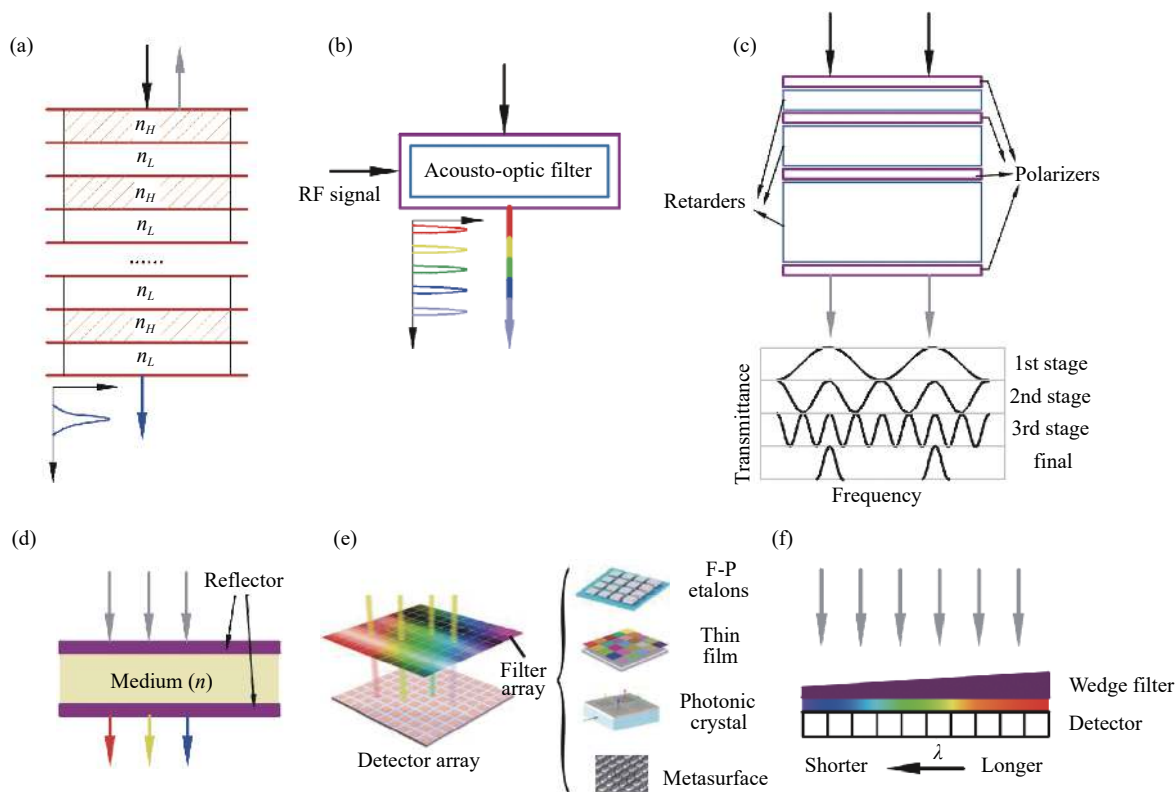 (a)
n_H
n_L
n_H
n_L
......
n_L
n_H
n_L
(b)
RF signal
Acousto-optic filter
(c)
Retarders
Polarizers
Transmittance
1st stage
2nd stage
3rd stage
final
Frequency
(d)
Reflector
Medium (n)
(e)
Filter
array
Detector array
F-P
etalons
Thin
film
Photonic
crystal
Metasurface
(f)
Wedge filter
Detector
λ
Shorter
Longer